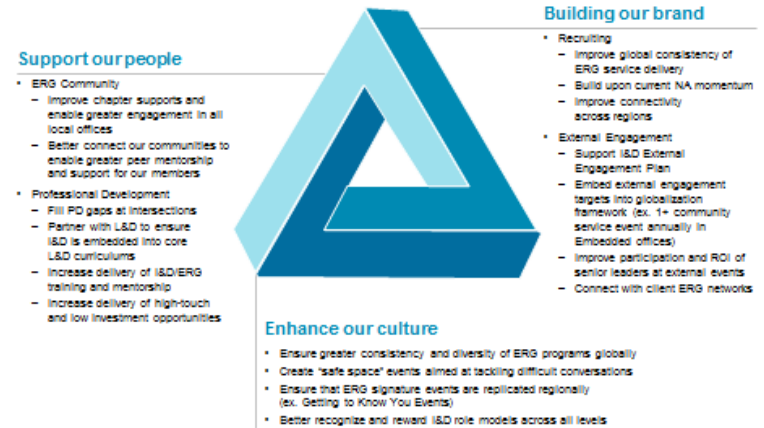 Support our people
▪ ERG Community
– Improve chapter supports and
enable greater engagement in all
local offices
– Better connect our communities to
enable greater peer mentorship
and support for our members
▪ Professional Development
– Fill PD gaps at intersections
– Partner with L&D to ensure
I&D is embedded into core
L&D curriculums
– Increase delivery of I&D/ERG
training and mentorship
– Increase delivery of high-touch
and low investment opportunities
Building our brand
▪ Recruiting
– Improve global consistency of
ERG service delivery
– Build upon current NA momentum
– Improve connectivity
across regions
▪ External Engagement
– Support I&D External
Engagement Plan
– Embed external engagement
targets into globalization
framework (ex. 1+ community
service event annually in
Embedded offices)
– Improve participation and ROI of
senior leaders at external events
– Connect with client ERG networks
Enhance our culture
▪ Ensure greater consistency and diversity of ERG programs globally
▪ Create "safe space" events aimed at tackling difficult conversations
▪ Ensure that ERG signature events are replicated regionally
(ex. Getting to Know You Events)
▪ Better recognize and reward I&D role models across all levels